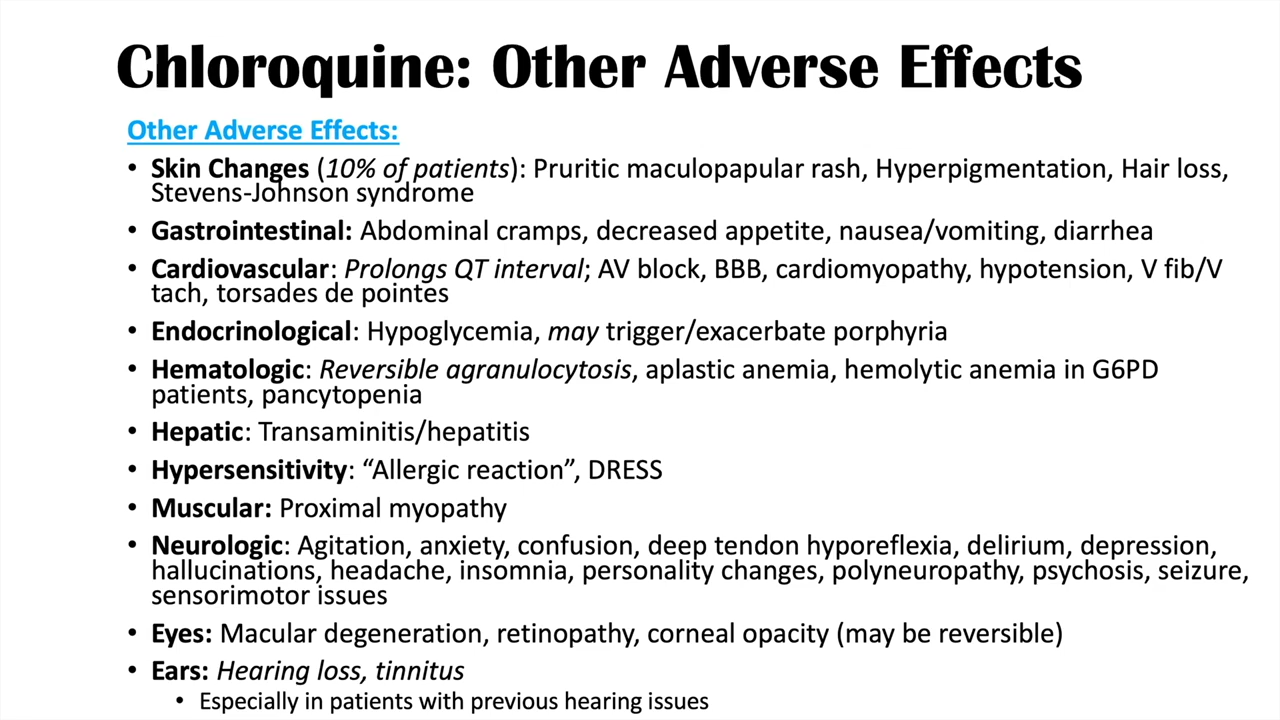 Chloroquine: Other Adverse Effects
Other Adverse Effects:
• Skin Changes (10% of patients): Pruritic maculopapular rash, Hyperpigmentation, Hair loss,
Stevens-Johnson syndrome
• Gastrointestinal: Abdominal cramps, decreased appetite, nausea/vomiting, diarrhea
• Cardiovascular: Prolongs QT interval; AV block, BBB, cardiomyopathy, hypotension, V fib/V
tach, torsades de pointes
• Endocrinological: Hypoglycemia, may trigger/exacerbate porphyria
• Hematologic: Reversible agranulocytosis, aplastic anemia, hemolytic anemia in G6PD
patients, pancytopenia
• Hepatic: Transaminitis/hepatitis
• Hypersensitivity: “Allergic reaction”, DRESS
• Muscular: Proximal myopathy
• Neurologic: Agitation, anxiety, confusion, deep tendon hyporeflexia, delirium, depression,
hallucinations, headache, insomnia, personality changes, polyneuropathy, psychosis, seizure,
sensorimotor issues
• Eyes: Macular degeneration, retinopathy, corneal opacity (may be reversible)
• Ears: Hearing loss, tinnitus
• Especially in patients with previous hearing issues